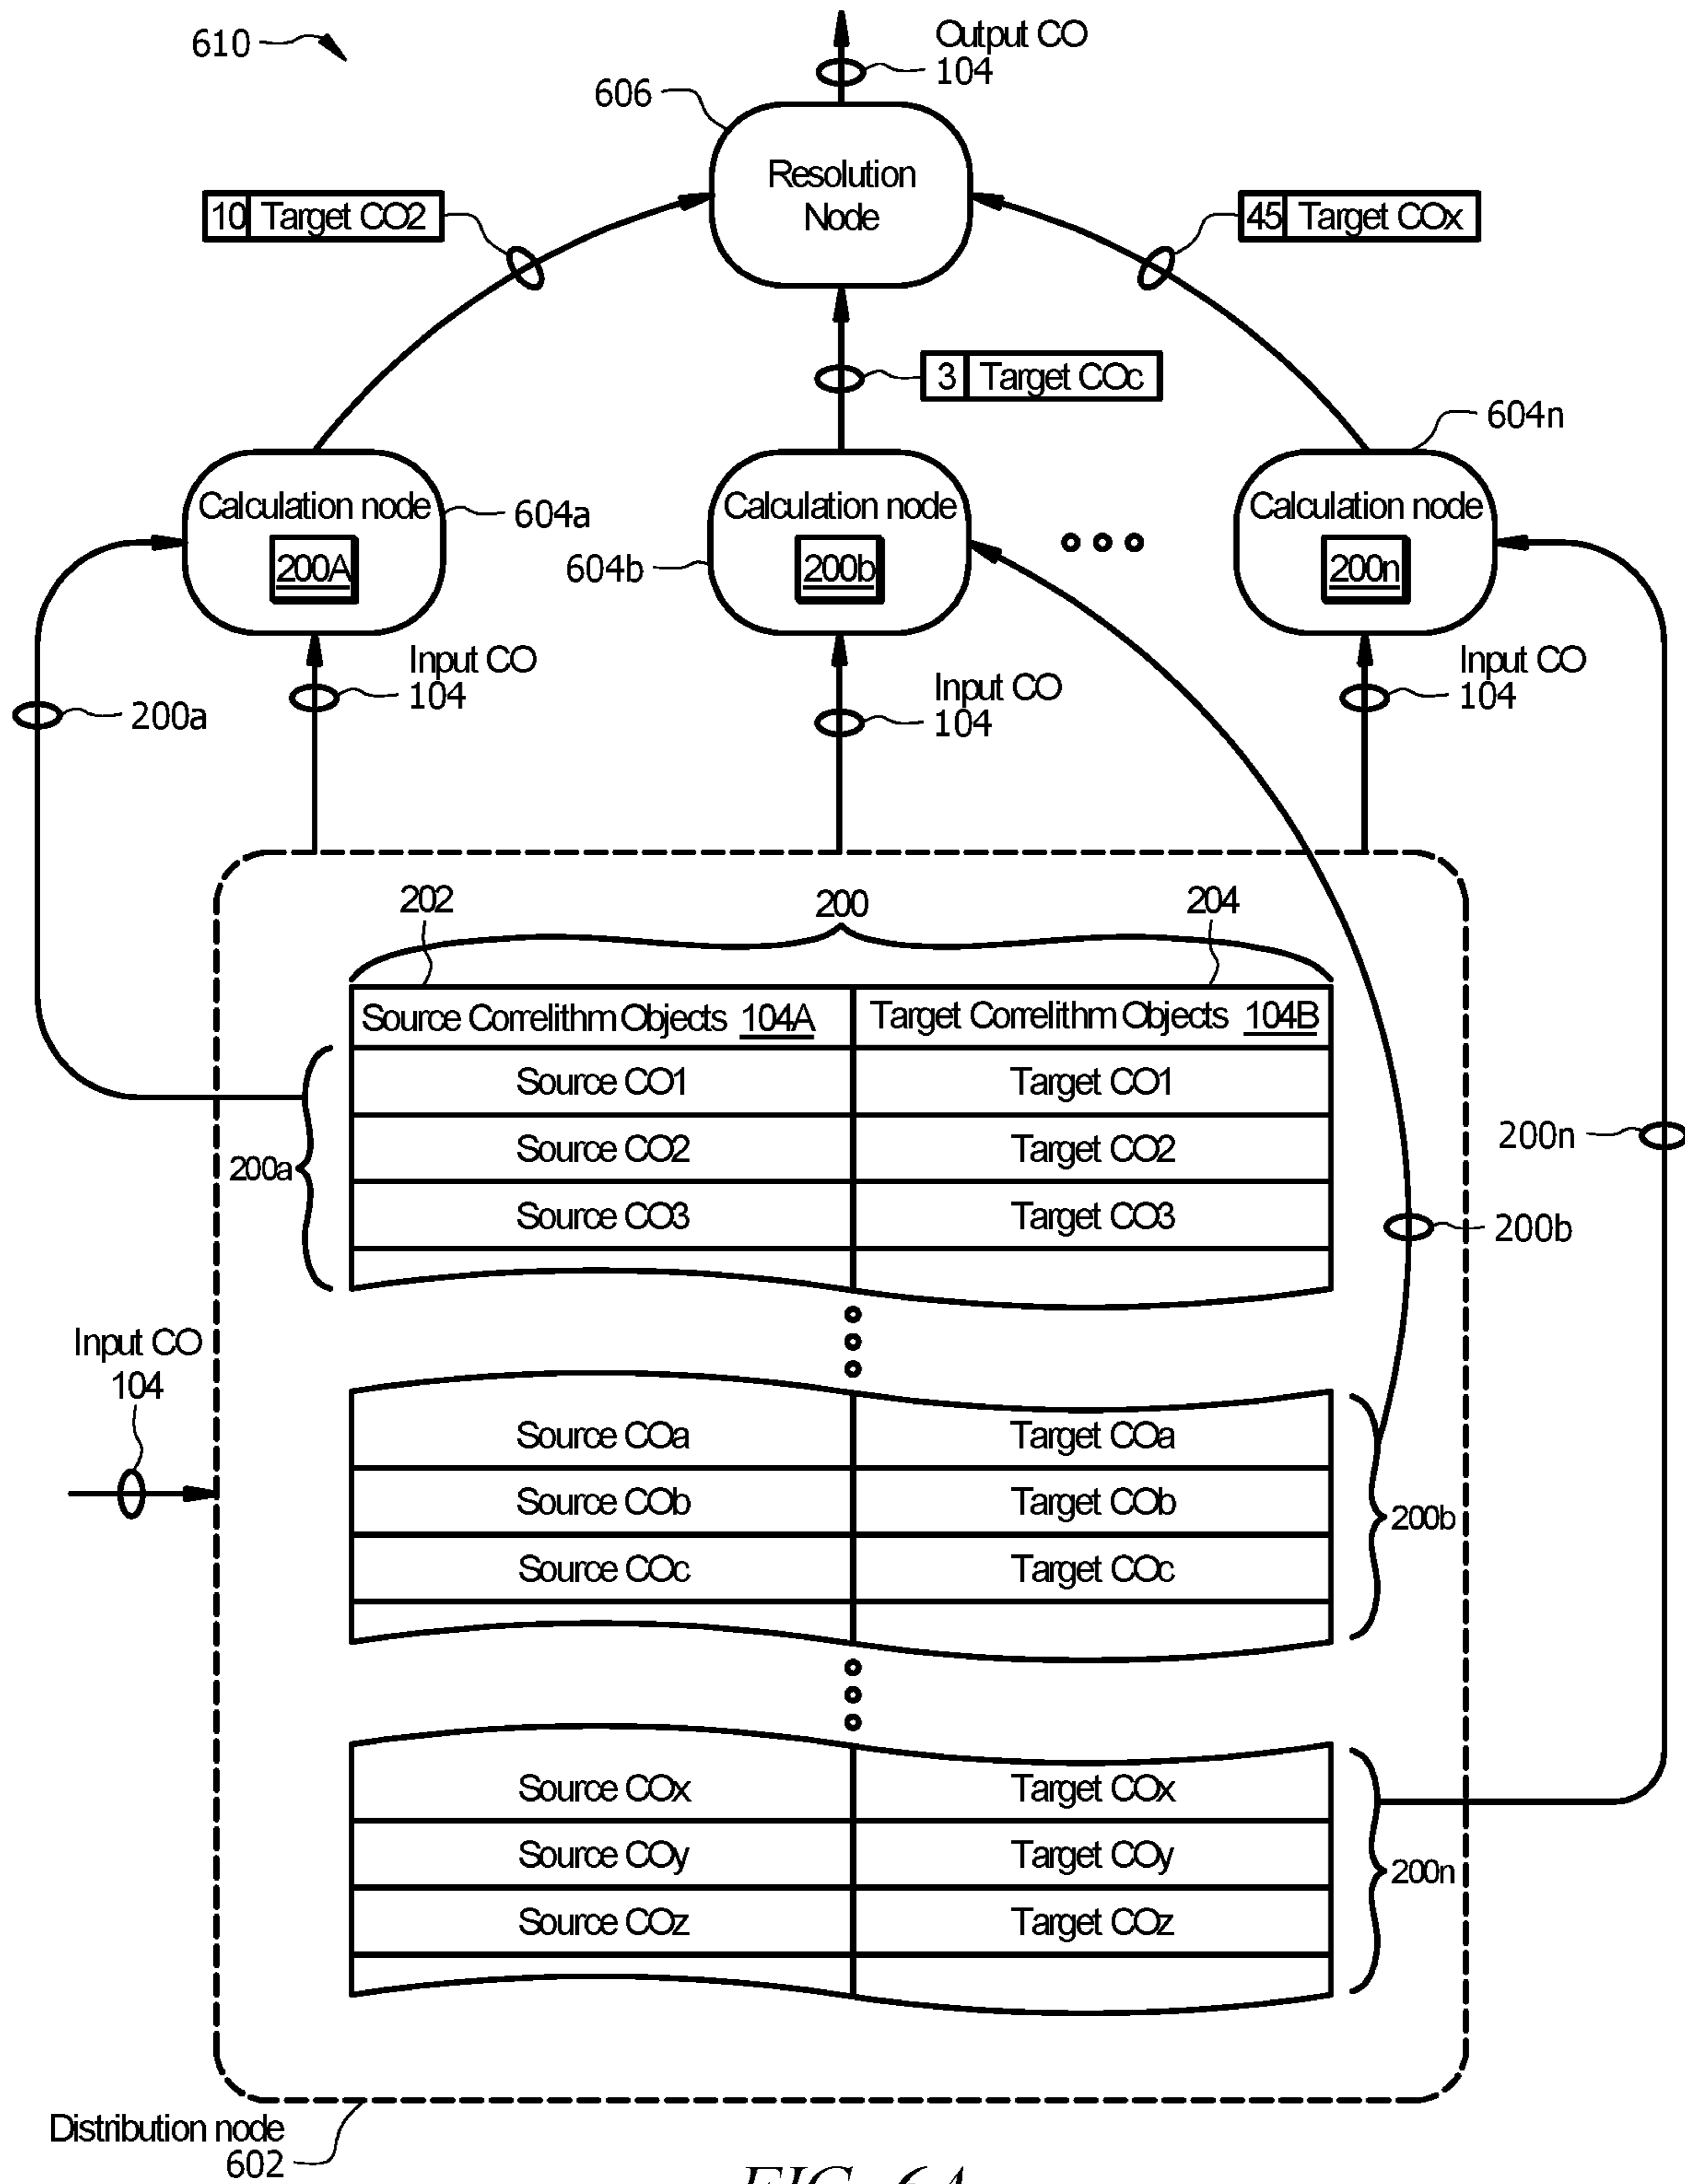 610
Output CO
104
606
Resolution
Node
10 Target CO2
45 Target COx
3 Target COc
604n
Calculation node
200A
604a
Calculation node
200b
604b
Calculation node
200n
Input CO
104
Input CO
104
Input CO
104
200a
202
200
204
Source Correlithm Objects 104A Target Correlithm Objects 104B
Source CO1 Target CO1
Source CO2 Target CO2
Source CO3 Target CO3
200a
200n
200b
Input CO
104
Source COa Target COa
Source COb Target COb
Source COc Target COc
200b
Source COx Target COx
Source COy Target COy
Source COz Target COz
200n
Distribution node
602
FIG. 6A